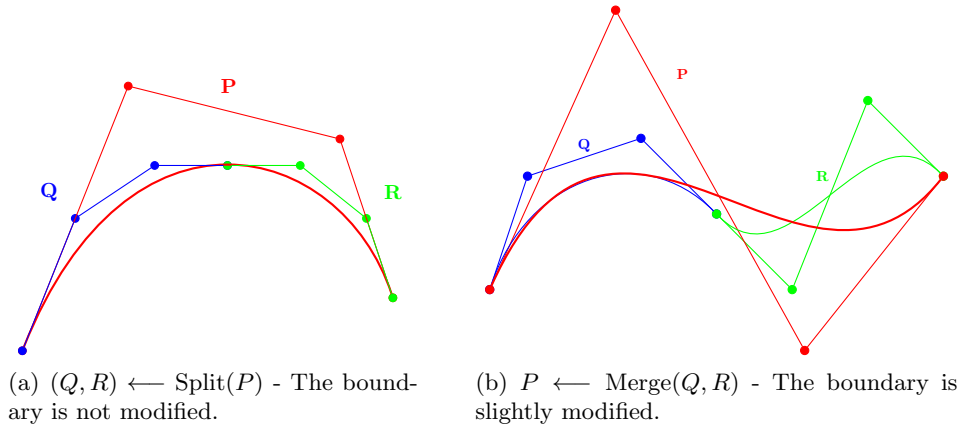 P
Q
R
P
Q
R
(a) (Q, R) ⟵ Split(P) - The bound-
ary is not modified.
(b) P ⟵ Merge(Q, R) - The boundary is
slightly modified.